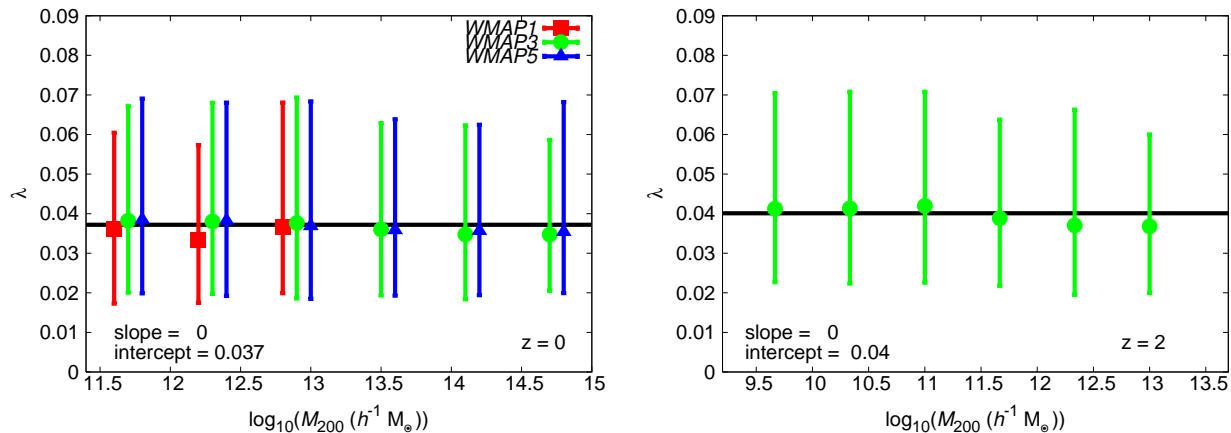 0.09
0.08
0.07
0.06
0.05
0.04
0.03
0.02
0.01
0
λ
WMAP1
WMAP3
WMAP5
slope = 0
intercept = 0.037
z = 0
11.5 12 12.5 13 13.5 14 14.5 15
log10(M200 (h-1 M⊙))
0.09
0.08
0.07
0.06
0.05
0.04
0.03
0.02
0.01
0
λ
slope = 0
intercept = 0.04
z = 2
9.5 10 10.5 11 11.5 12 12.5 13 13.5
log10(M200 (h-1 M⊙))